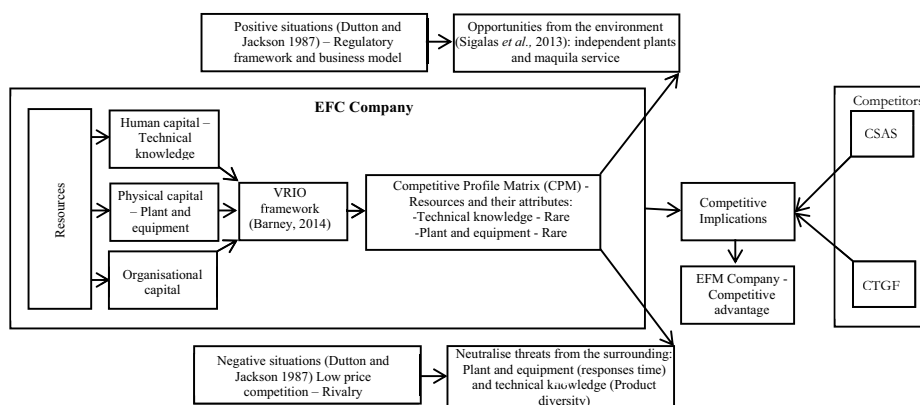 Positive situations (Dutton and
Jackson 1987) – Regulatory
framework and business model
Opportunities from the environment
(Sigalas et al., 2013): independent plants
and maquila service
EFC Company
Resources
Human capital –
Technical
knowledge
Physical capital
– Plant and
equipment
Organisational
capital
VRIO
framework
(Barney, 2014)
Competitive Profile Matrix (CPM) -
Resources and their attributes:
-Technical knowledge - Rare
-Plant and equipment - Rare
Competitive
Implications
EFM Company -
Competitive
advantage
Competitors
CSAS
CTGF
Negative situations (Dutton and
Jackson 1987) Low price
competition – Rivalry
Neutralise threats from the surrounding:
Plant and equipment (responses time)
and technical knowledge (Product
diversity)